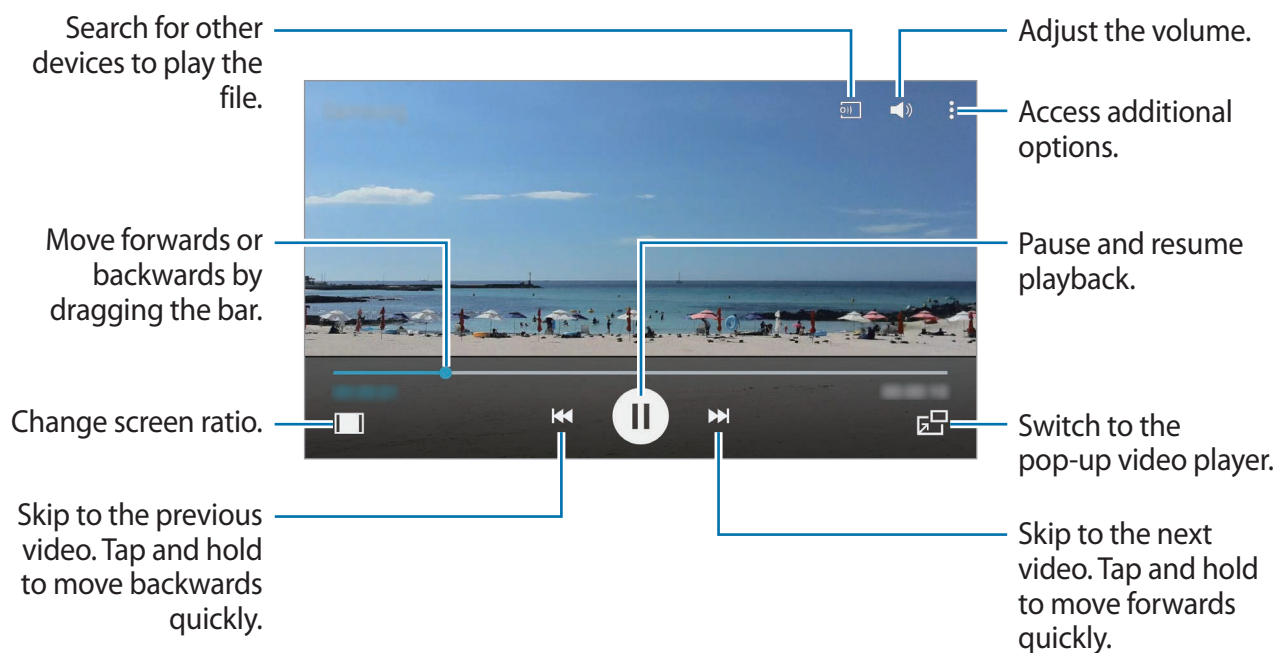 Search for other
devices to play the
file.
Adjust the volume.
Access additional
options.
Move forwards or
backwards by
dragging the bar.
Pause and resume
playback.
Change screen ratio.
Switch to the
pop-up video player.
Skip to the previous
video. Tap and hold
to move backwards
quickly.
Skip to the next
video. Tap and hold
to move forwards
quickly.